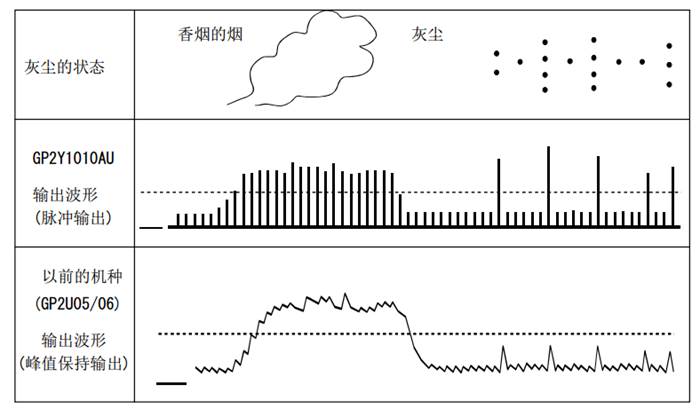 香烟的烟
灰尘
灰尘的状态
GP2Y1010AU
输出波形
(脉冲输出)
以前的机种
(GP2U05/06)
输出波形
(峰值保持输出)